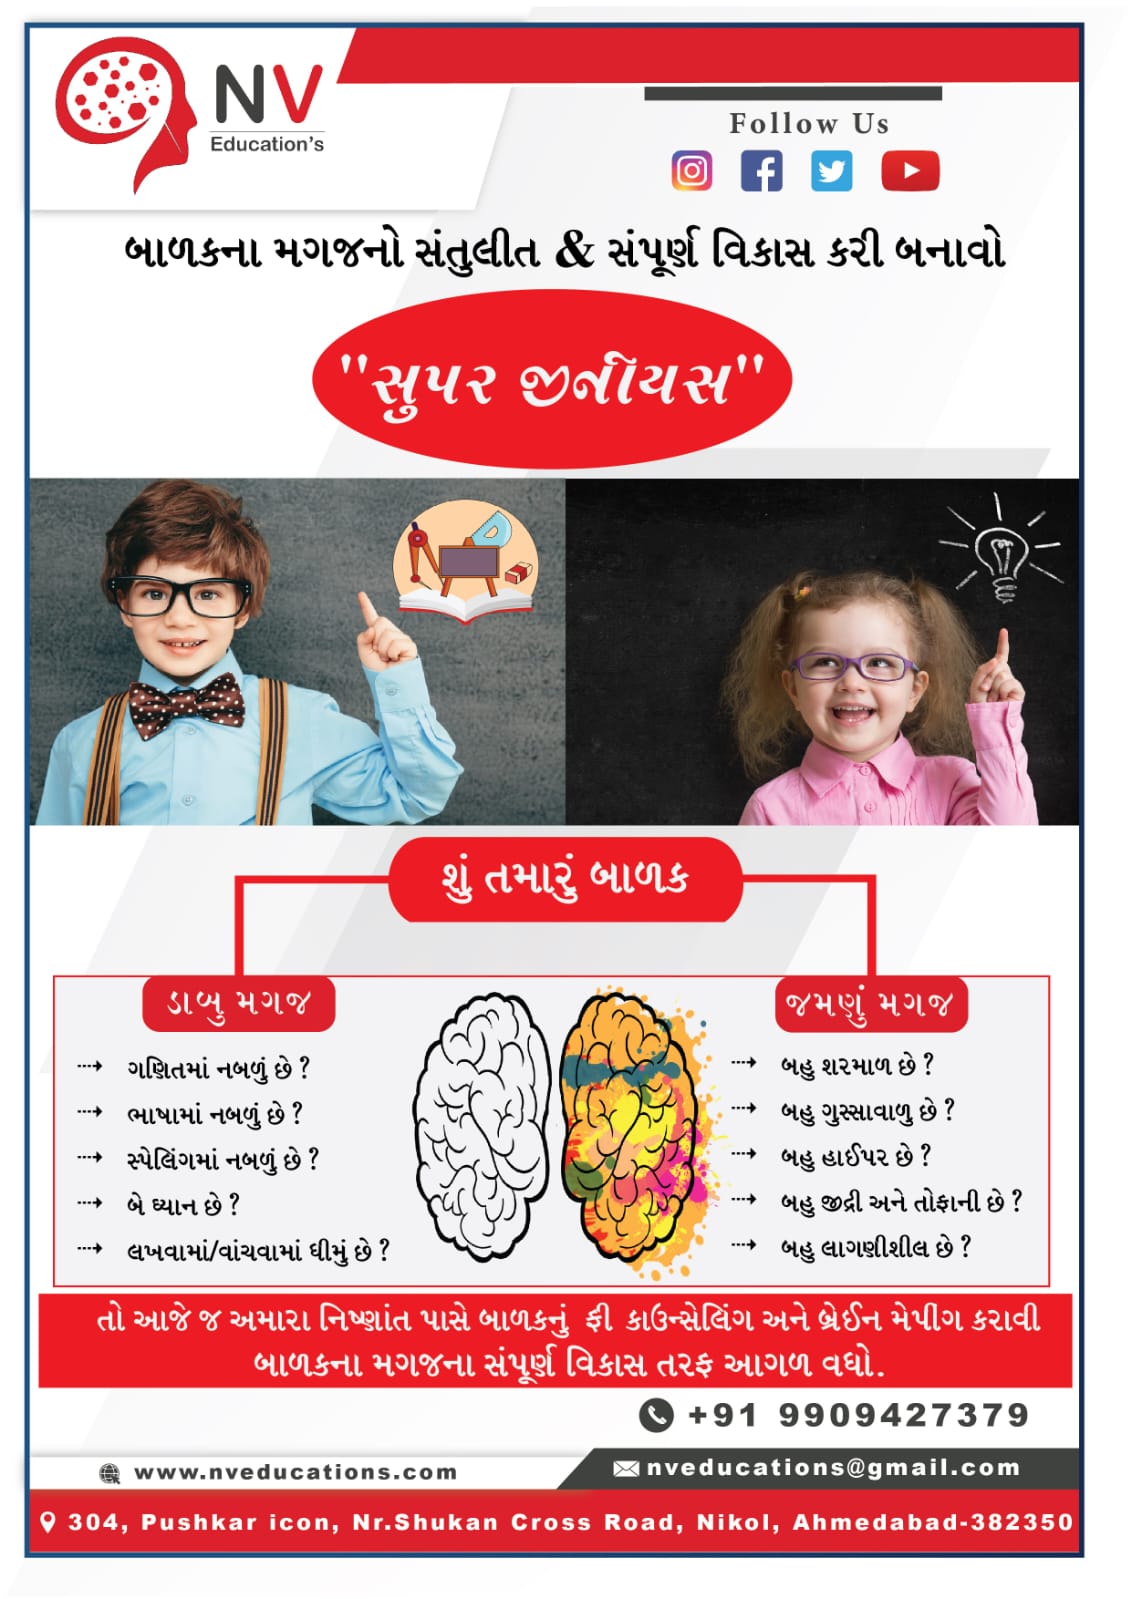 NV
Education's
Follow Us
બાળકના મગજનો સંતુલીત & સંપૂર્ણ વિકાસ કરી બનાવો
"સુપર જીનીયસ"
શું તમારું બાળક
ડાબુ મગજ
ગણિતમાં નબળું છે ?
ભાષામાં નબળું છે ?
સ્પેલિંગમાં નબળું છે ?
બે ધ્યાન છે ?
લખવામાં/વાંચવામાં ધીમું છે ?
જમણું મગજ
બહુ શરમાળ છે ?
બહુ ગુસ્સાવાળુ છે ?
બહુ હાઈપર છે ?
બહુ જીદ્દી અને તોફાની છે ?
બહુ લાગણીશીલ છે ?
તો આજે જ અમારા નિષ્ણાંત પાસે બાળકનું ફ્રી કાઉન્સેલિંગ અને બ્રેઈન મેપીંગ કરાવી
બાળકના મગજના સંપૂર્ણ વિકાસ તરફ આગળ વધો.
+91 9909427379
www.nveducations.com
nveducations@gmail.com
304, Pushkar icon, Nr.Shukan Cross Road, Nikol, Ahmedabad-382350